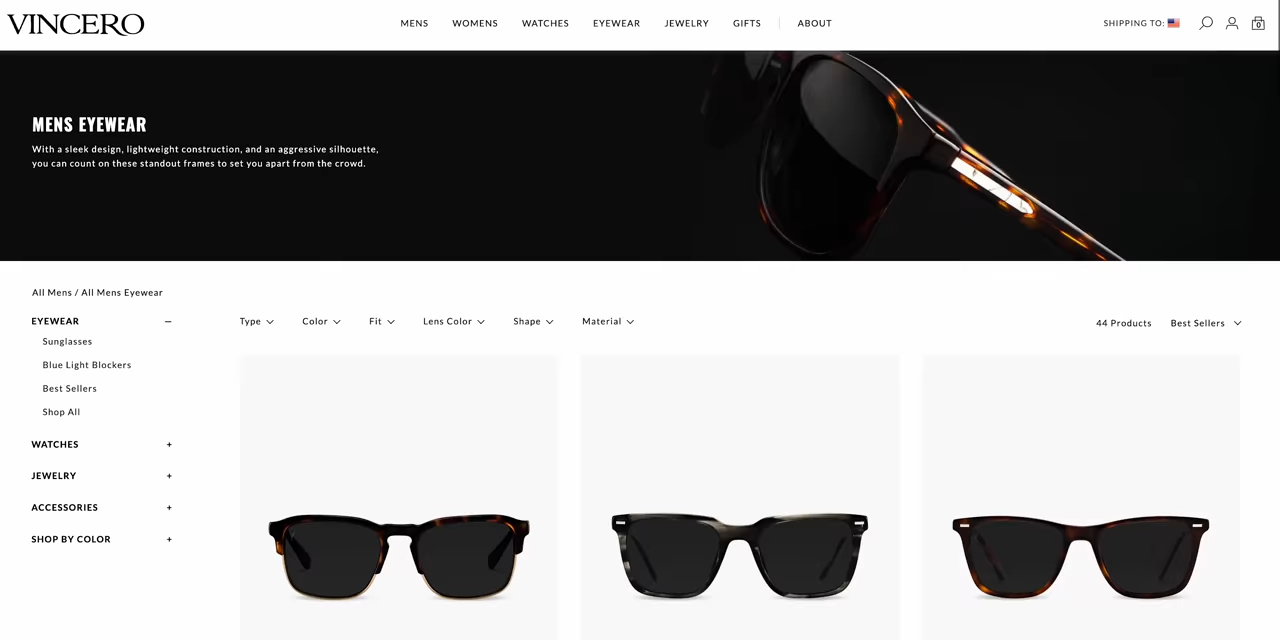 VINCERO
MENS
WOMENS
WATCHES
EYEWEAR
JEWELRY
GIFTS
ABOUT
SHIPPING TO:
0
MENS EYEWEAR
With a sleek design, lightweight construction, and an aggressive silhouette,
you can count on these standout frames to set you apart from the crowd.
All Mens / All Mens Eyewear
EYEWEAR –
Sunglasses
Blue Light Blockers
Best Sellers
Shop All
WATCHES +
JEWELRY +
ACCESSORIES +
SHOP BY COLOR +
Type
Color
Fit
Lens Color
Shape
Material
44 Products
Best Sellers